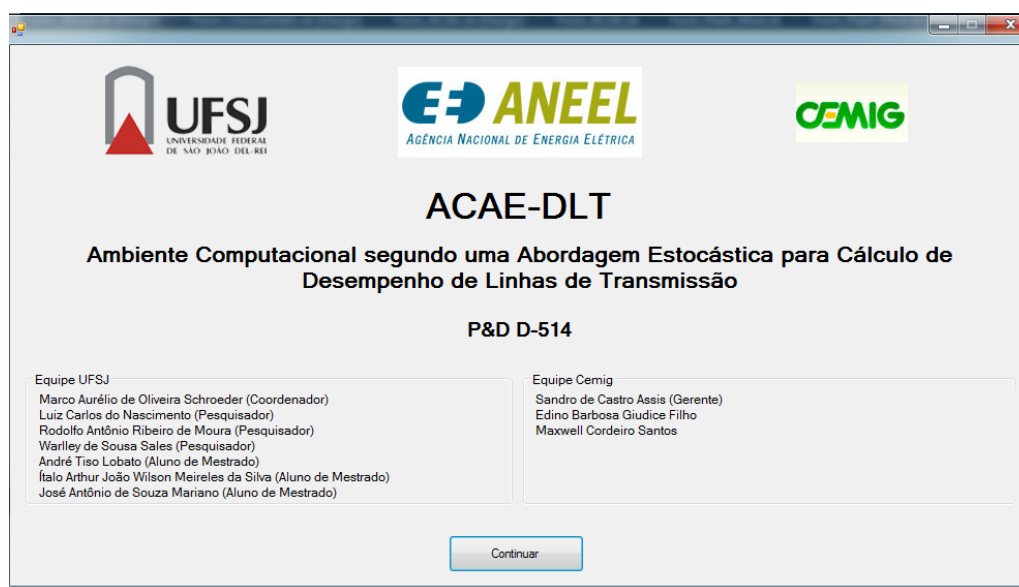 UFSJ
UNIVERSIDADE FEDERAL
DE SÃO JOÃO DEL-REI
ANEEL
AGÊNCIA NACIONAL DE ENERGIA ELÉTRICA
CEMIG
ACAE-DLT
Ambiente Computacional segundo uma Abordagem Estocástica para Cálculo de
Desempenho de Linhas de Transmissão
P&D D-514
Equipe UFSJ
Marco Aurélio de Oliveira Schroeder (Coordenador)
Luiz Carlos do Nascimento (Pesquisador)
Rodolfo Antônio Ribeiro de Moura (Pesquisador)
Warlley de Sousa Sales (Pesquisador)
André Tiso Lobato (Aluno de Mestrado)
Ítalo Arthur João Wilson Meireles da Silva (Aluno de Mestrado)
José Antônio de Souza Mariano (Aluno de Mestrado)
Equipe Cemig
Sandro de Castro Assis (Gerente)
Edino Barbosa Giudice Filho
Maxwell Cordeiro Santos
Continuar